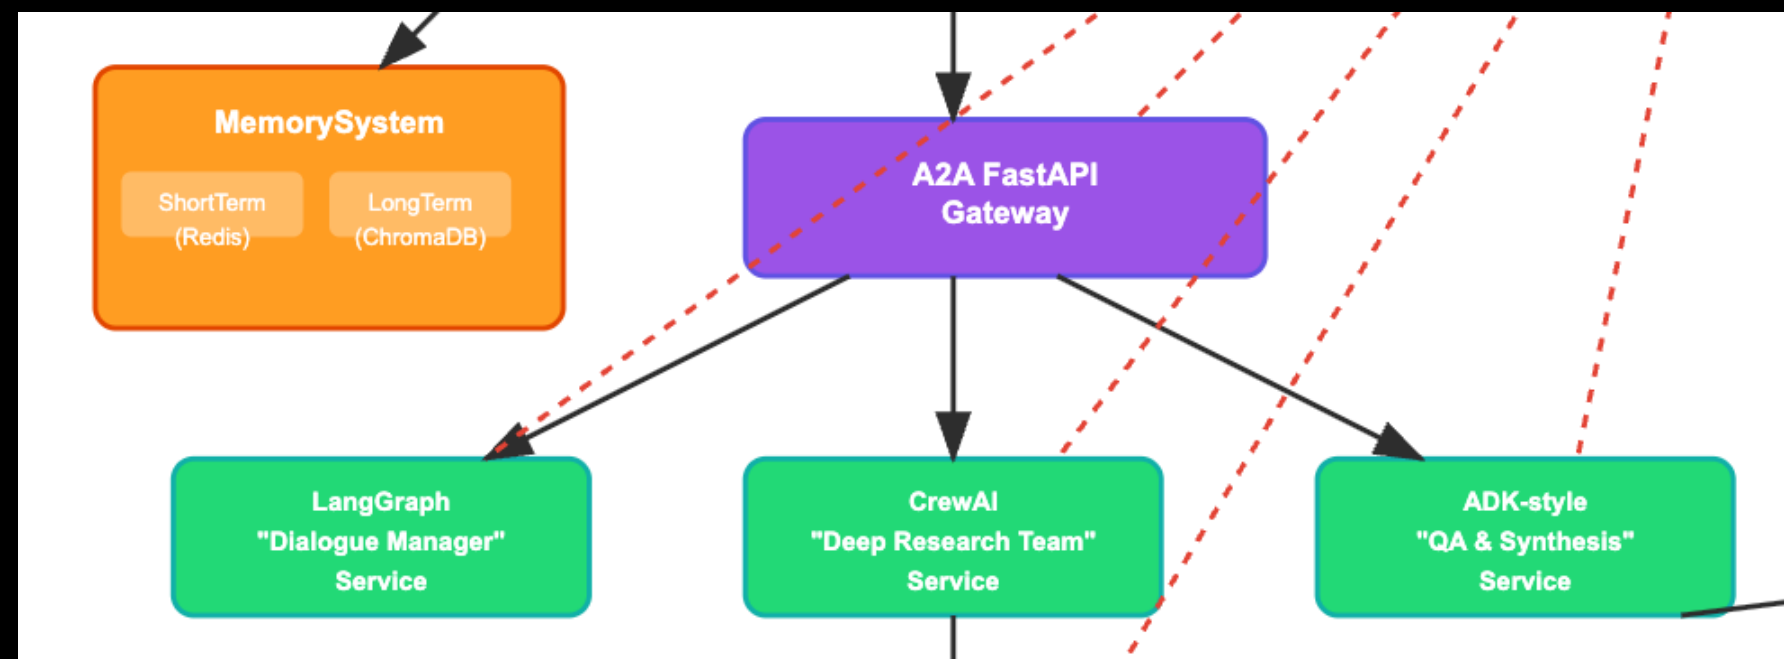 MemorySystem
ShortTerm
(Redis)
LongTerm
(ChromaDB)
A2A FastAPI
Gateway
LangGraph
"Dialogue Manager"
Service
CrewAI
"Deep Research Team"
Service
ADK-style
"QA & Synthesis"
Service